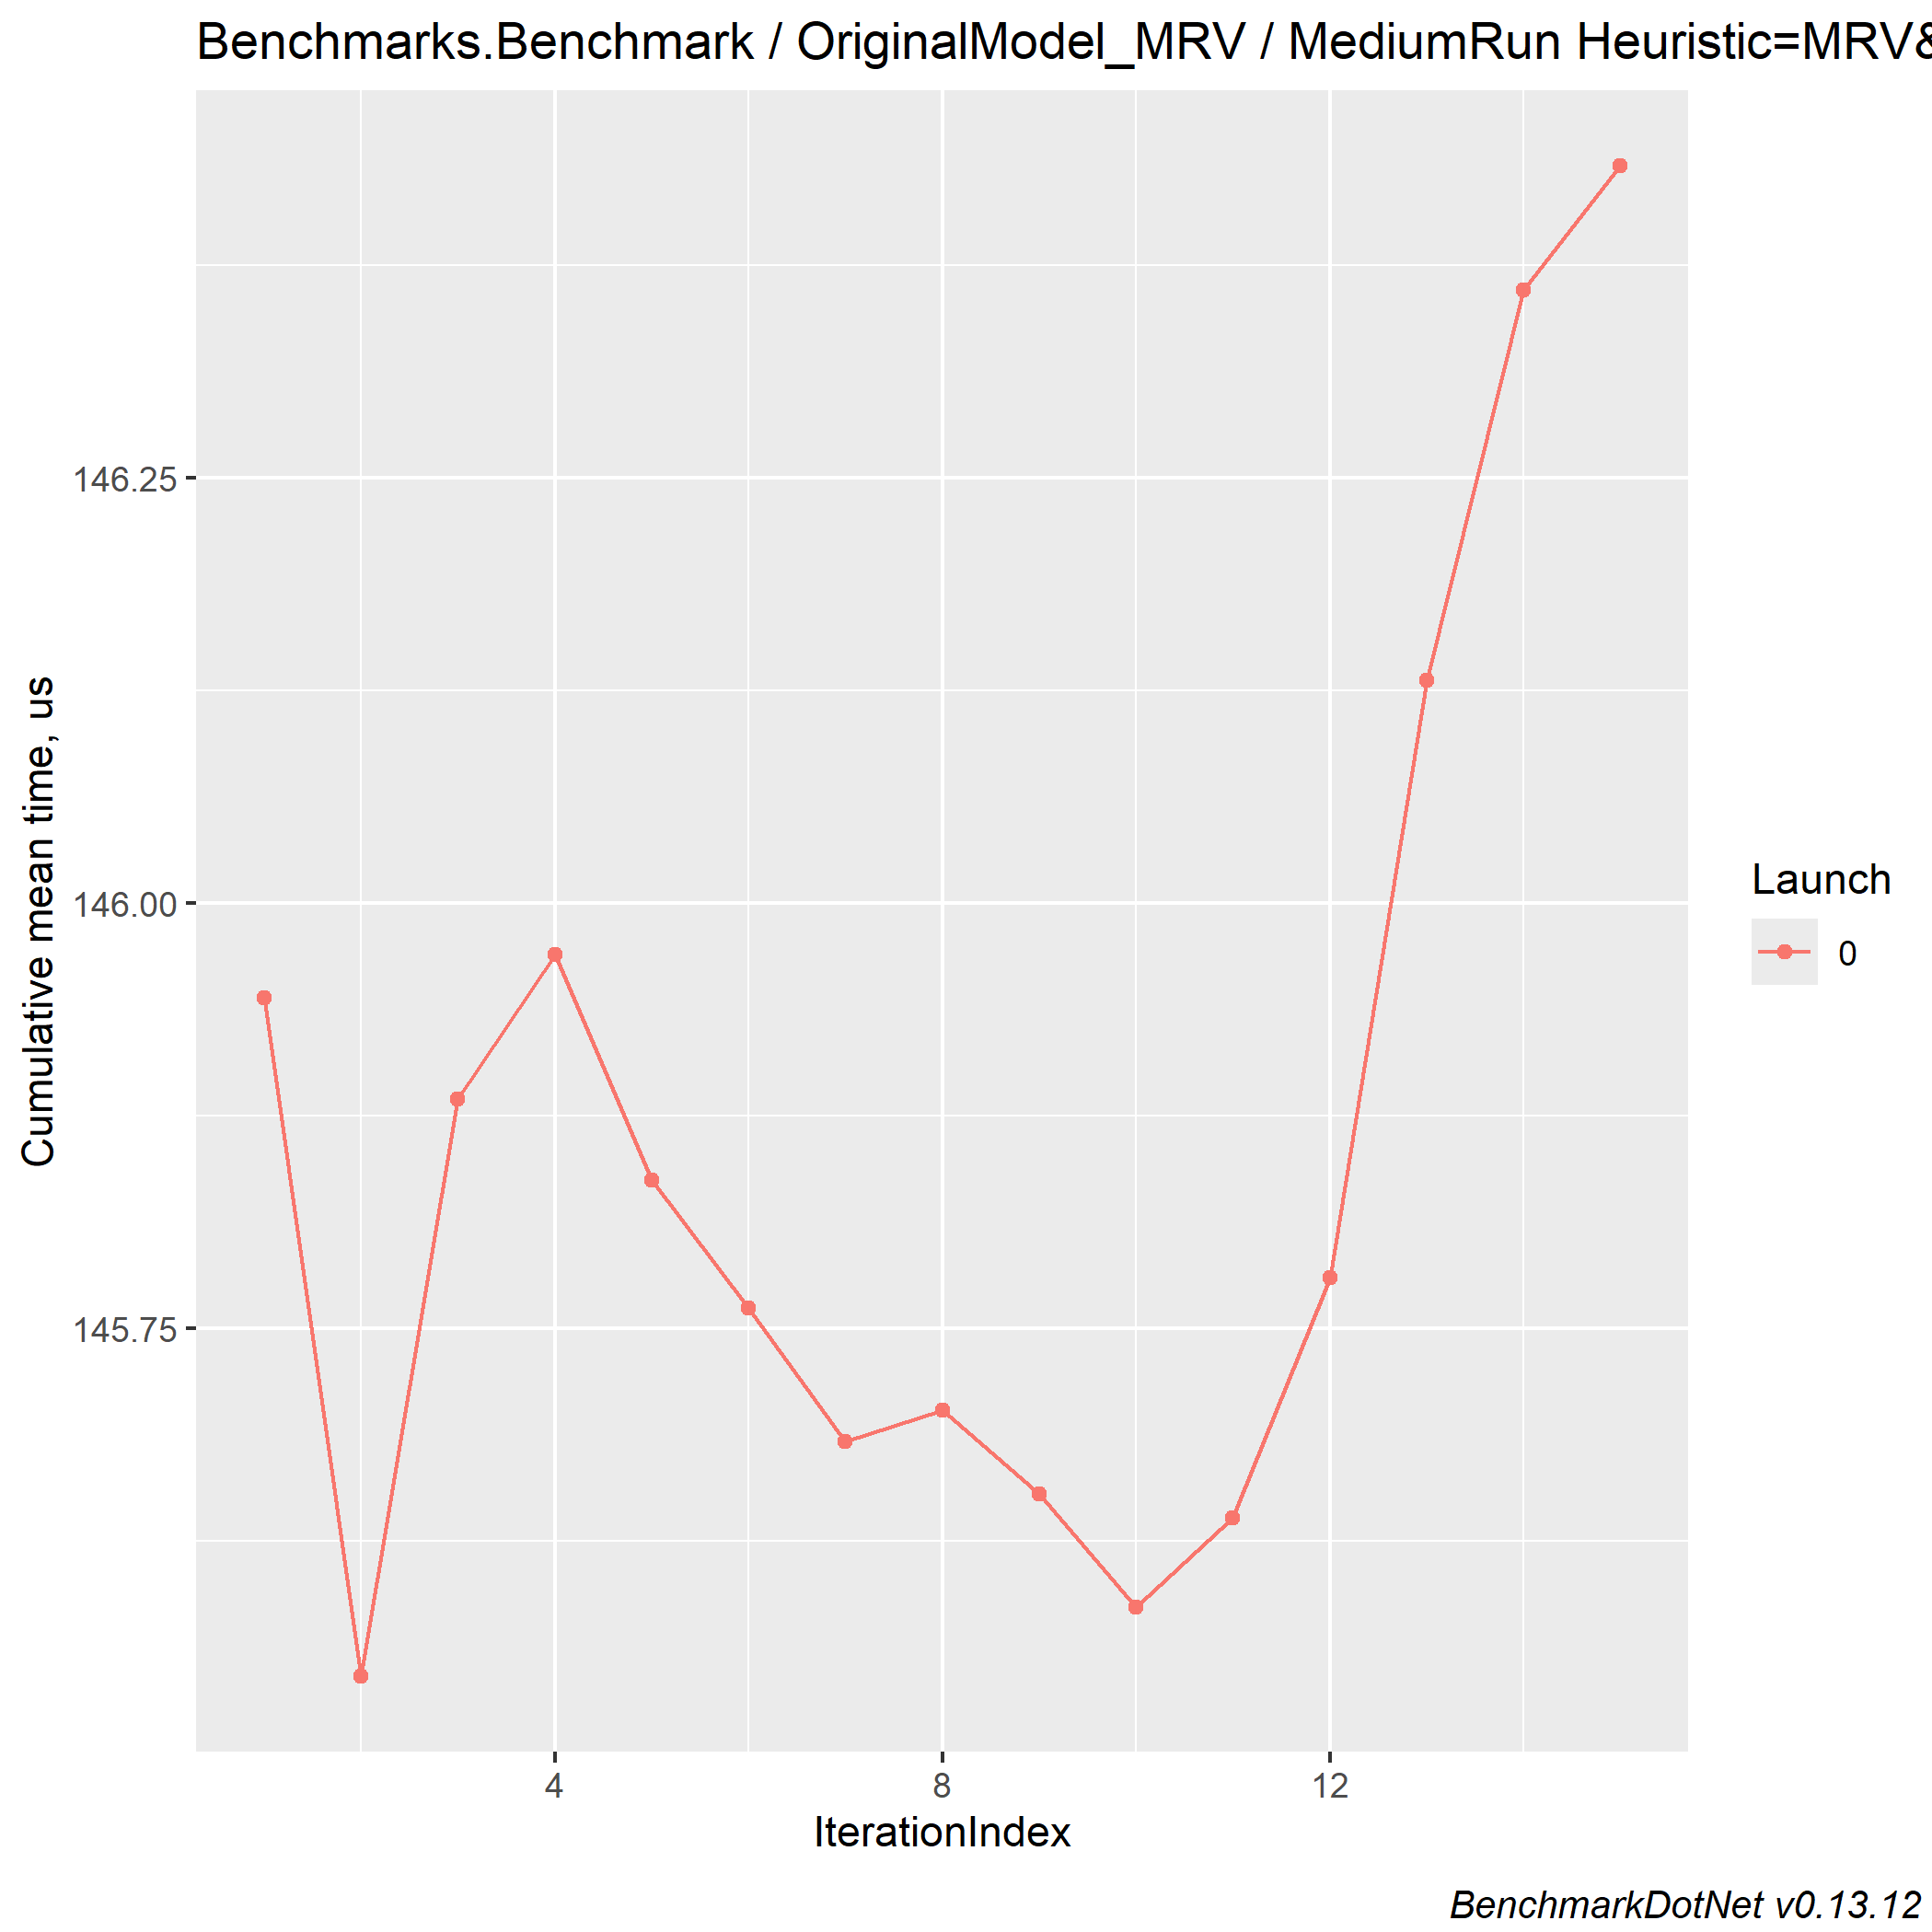 Benchmarks.Benchmark / OriginalModel_MRV / MediumRun Heuristic=MRV&
Cumulative mean time, us
146.25
146.00
145.75
4 8 12
IterationIndex
Launch
0
BenchmarkDotNet v0.13.12